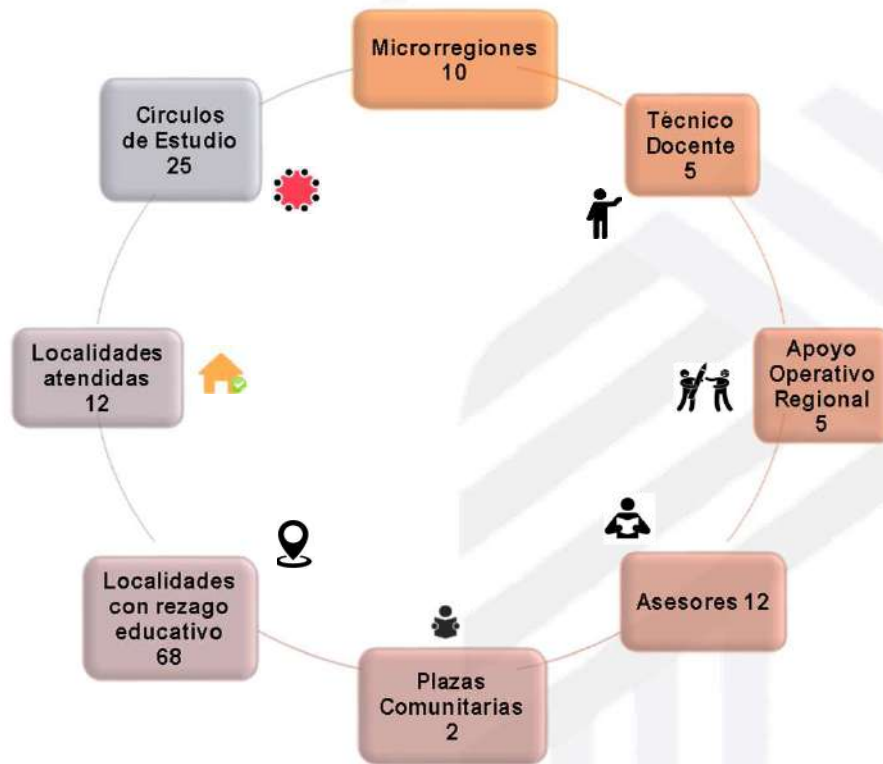 Microrregiones
10
Técnico
Docente
5
Apoyo
Operativo
Regional
5
Asesores 12
Plazas
Comunitarias
2
Localidades
con rezago
educativo
68
Localidades
atendidas
12
Círculos
de Estudio
25